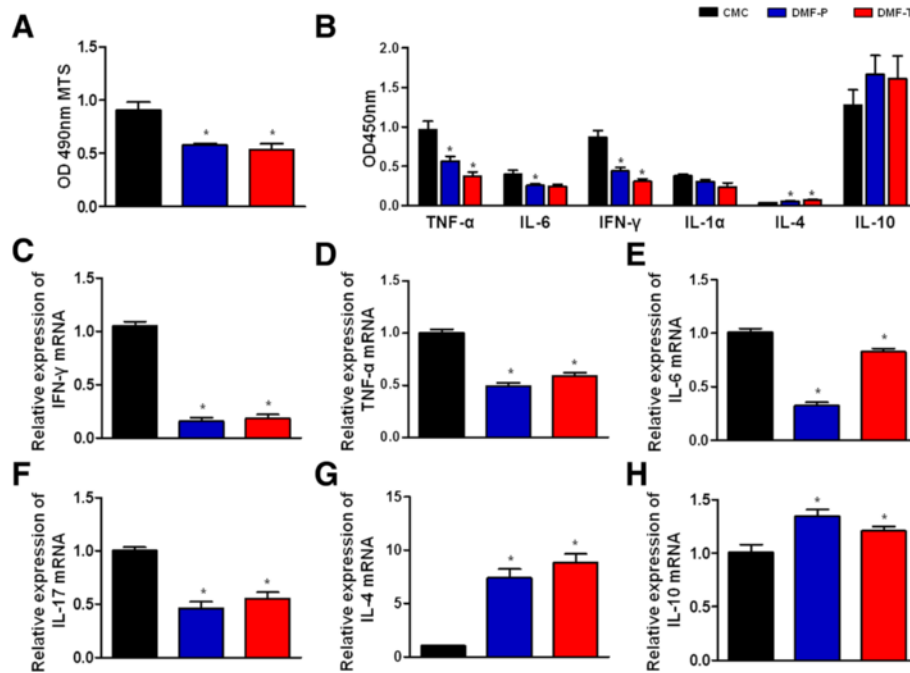 CMC DMF-P DMF-T
A
OD 490nm MTS
1.5
1.0
0.5
0.0
* *
B
OD450nm
2.0
1.5
1.0
0.5
0.0
* * * * * * *
TNF-α IL-6 IFN-γ IL-1α IL-4 IL-10
C
Relative expression of
IFN-γ mRNA
1.5
1.0
0.5
0.0
* *
D
Relative expression of
TNF-α mRNA
1.5
1.0
0.5
0.0
* *
E
Relative expression of
IL-6 mRNA
1.5
1.0
0.5
0.0
* *
F
Relative expression of
IL-17 mRNA
1.5
1.0
0.5
0.0
* *
G
Relative expression of
IL-4 mRNA
15
10
5
0
* *
H
Relative expression of
IL-10 mRNA
1.5
1.0
0.5
0.0
* *